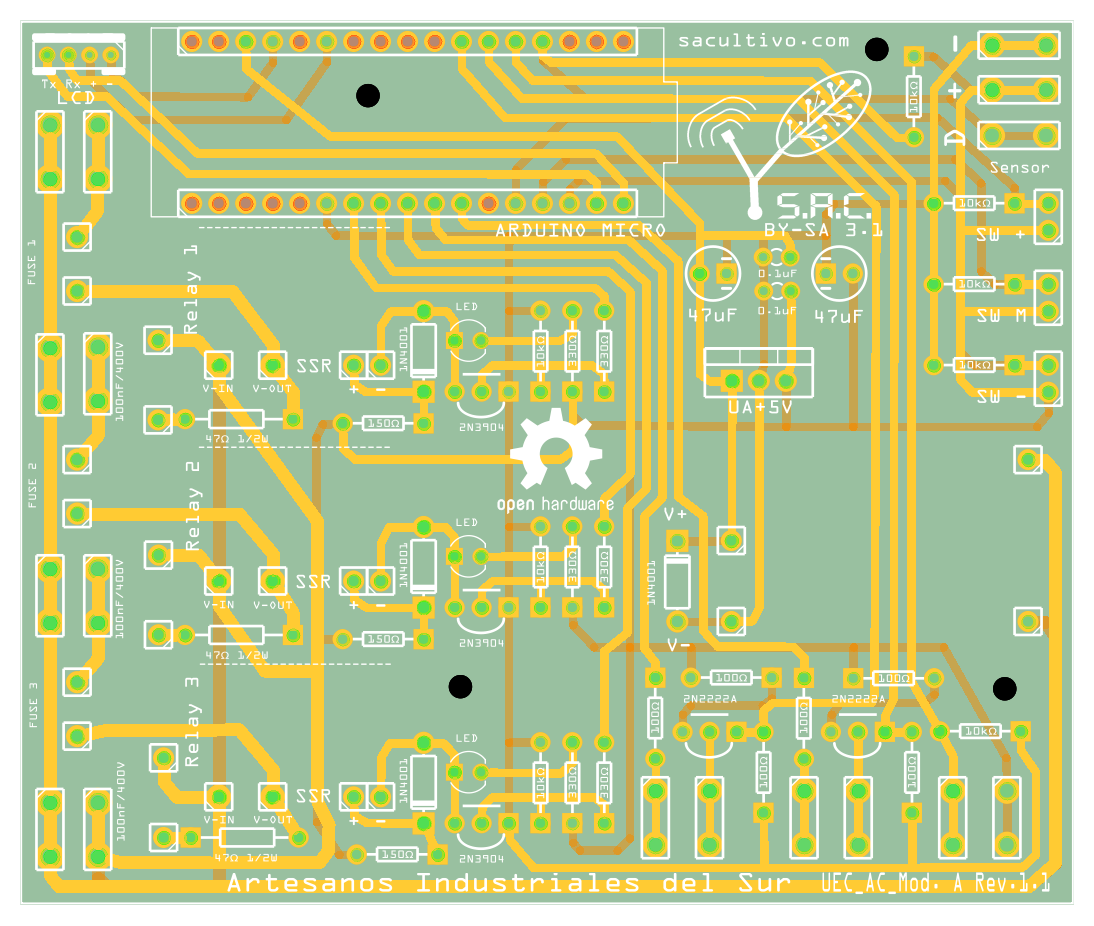 sacultivo.com
-
+
D
Sensor
Tx Rx + -
LCD
10kΩ
ARDUINO MICRO
S.A.C.
BY-SA 3.1
10kΩ
SW +
0.1uF
47uF
0.1uF
47uF
10kΩ
SW M
10kΩ
SW -
UA+5V
FUSE 1
Relay 1
100nF/400V
SSR
V-IN
V-OUT
+ -
47Ω 1/2W
1N4001
LED
150Ω
2N3904
10kΩ
330Ω
330Ω
open hardware
FUSE 2
Relay 2
100nF/400V
SSR
V-IN
V-OUT
+ -
47Ω 1/2W
1N4001
LED
150Ω
2N3904
10kΩ
330Ω
330Ω
V+
1N4001
V-
FUSE 3
Relay 3
100nF/400V
SSR
V-IN
V-OUT
+ -
47Ω 1/2W
1N4001
LED
150Ω
2N3904
10kΩ
330Ω
330Ω
100Ω
100Ω
2N2222A
2N2222A
100Ω
100Ω
10kΩ
100Ω
100Ω
Artesanos Industriales del Sur
UEC_AC_Mod. A Rev.1.1